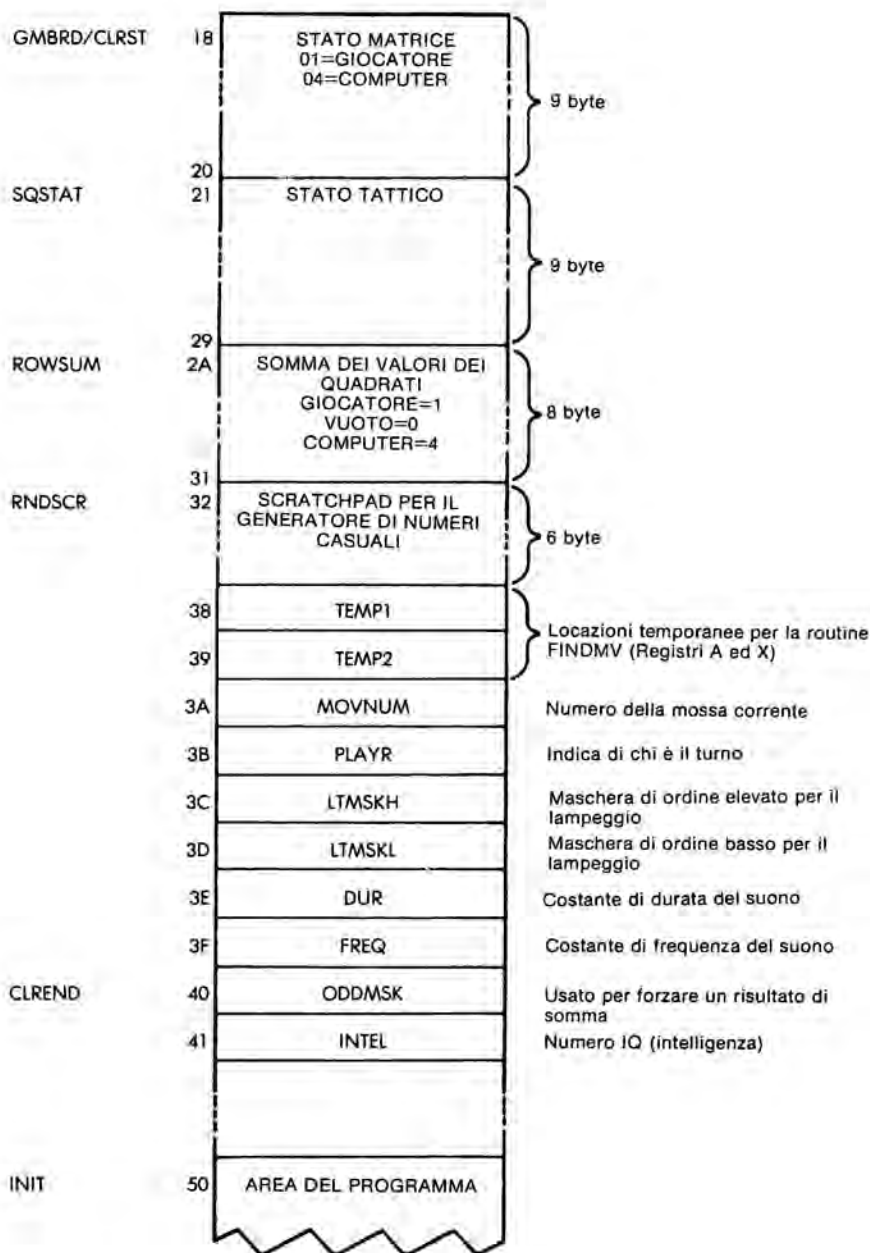 GMBRD/CLRST 18 STATO MATRICE
01=GIOCATORE
04=COMPUTER
9 byte
20
SQSTAT 21 STATO TATTICO
9 byte
29
ROWSUM 2A SOMMA DEI VALORI DEI
QUADRATI
GIOCATORE=1
VUOTO=0
COMPUTER=4
8 byte
31
RNDSCR 32 SCRATCHPAD PER IL
GENERATORE DI NUMERI
CASUALI
6 byte
38 TEMP1
Locazioni temporanee per la routine
FINDMV (Registri A ed X)
39 TEMP2
3A MOVNUM Numero della mossa corrente
3B PLAYR Indica di chi è il turno
3C LTMSKH Maschera di ordine elevato per il
lampeggio
3D LTMSKL Maschera di ordine basso per il
lampeggio
3E DUR Costante di durata del suono
3F FREQ Costante di frequenza del suono
CLREND 40 ODDMSK Usato per forzare un risultato di
somma
41 INTEL Numero IQ (intelligenza)
INIT 50 AREA DEL PROGRAMMA